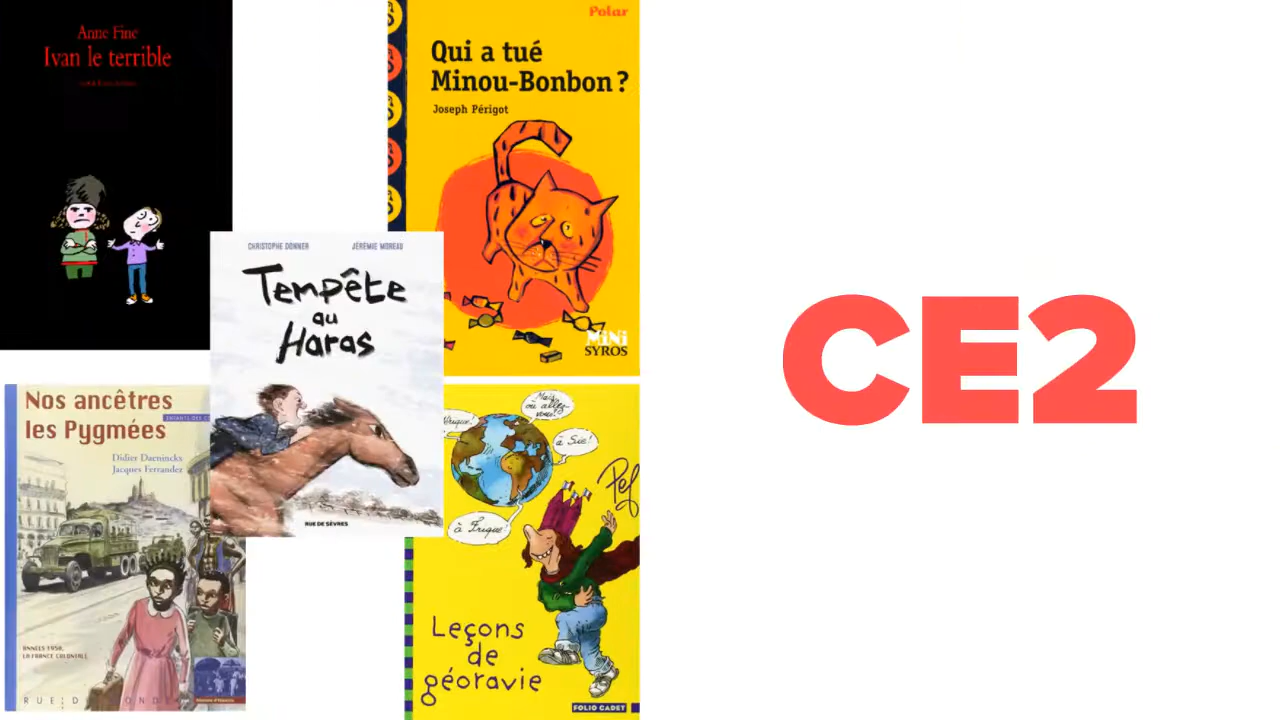 Anne Fine
Ivan le terrible
Polar
Qui a tué
Minou-Bonbon ?
Joseph Périgot
MiNi
SYROS
CHRISTOPHE DONNER
JÉRÉMIE MOREAU
Tempête
au
Haras
RUE DE SÈVRES
Nos ancêtres
les Pygmées
Didier Daeninckx
Jacques Ferrandez
ANNÉES 1950,
LA FRANCE COLONIALE
Mais
où allez
vous!
à Sie!
à Frique!
Pef
Leçons
de
géoravie
FOLIO CADET
CE2